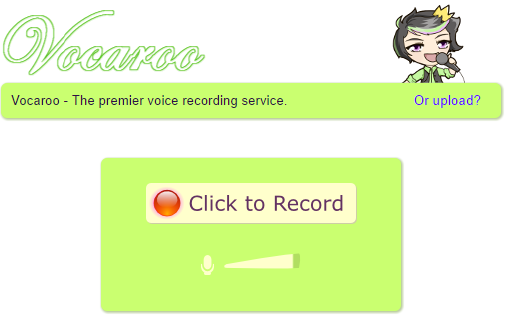 Vocaroo
Vocaroo - The premier voice recording service.
Or upload?
Click to Record